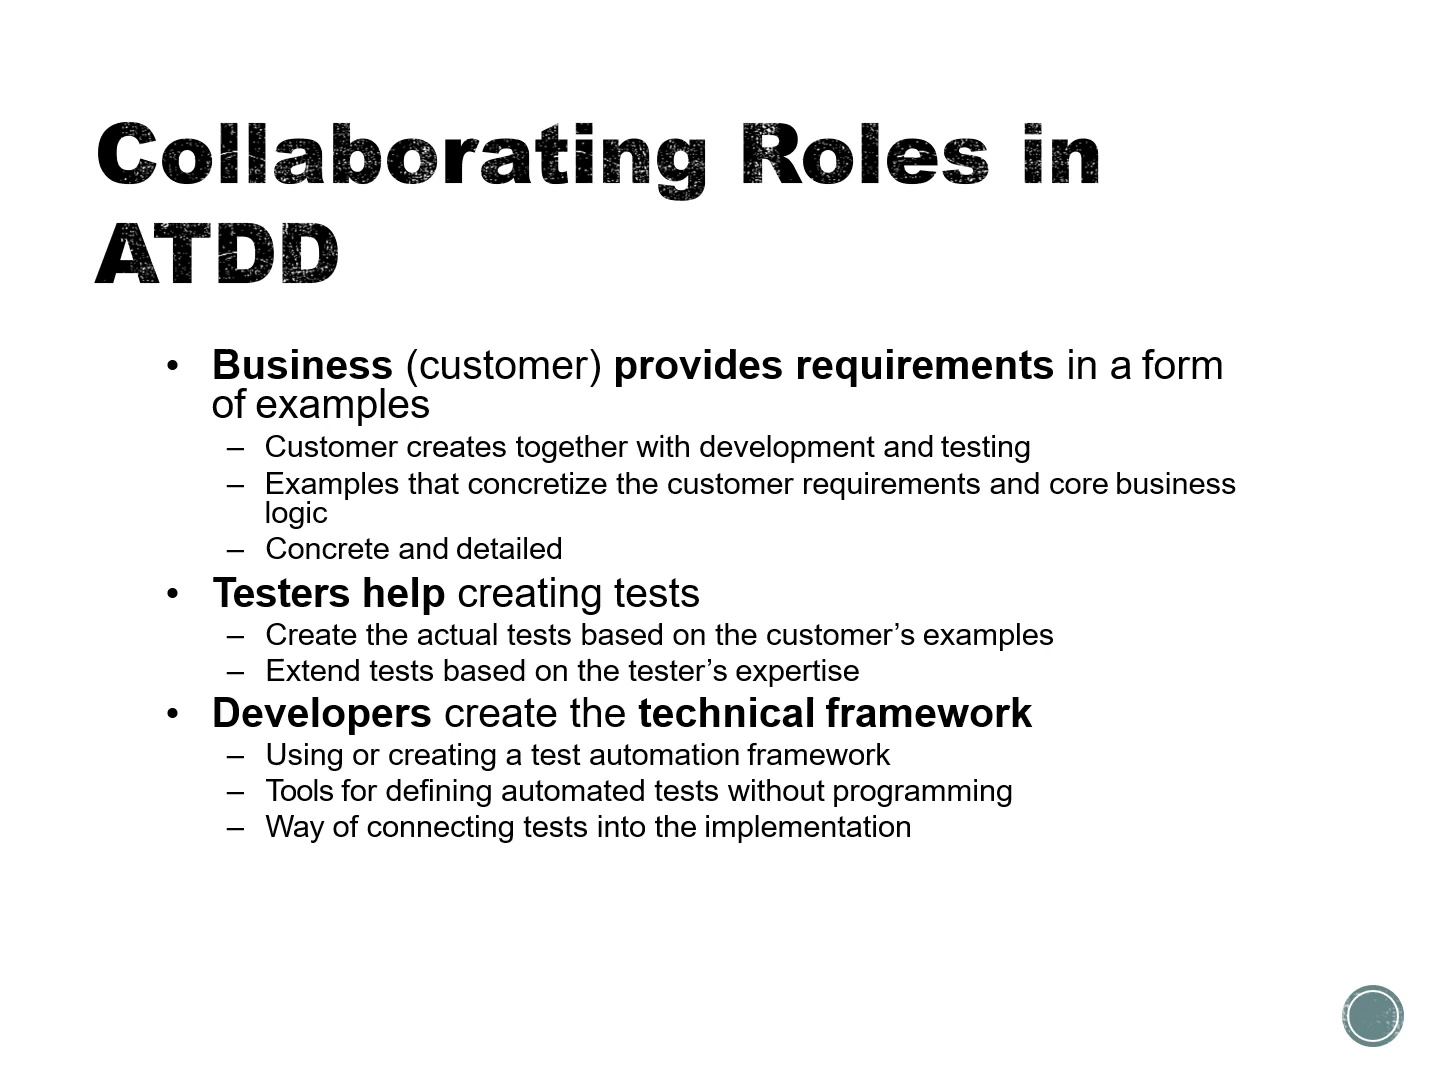 Collaborating Roles in
ATDD
• Business (customer) provides requirements in a form
of examples
– Customer creates together with development and testing
– Examples that concretize the customer requirements and core business
logic
– Concrete and detailed
• Testers help creating tests
– Create the actual tests based on the customer’s examples
– Extend tests based on the tester’s expertise
• Developers create the technical framework
– Using or creating a test automation framework
– Tools for defining automated tests without programming
– Way of connecting tests into the implementation